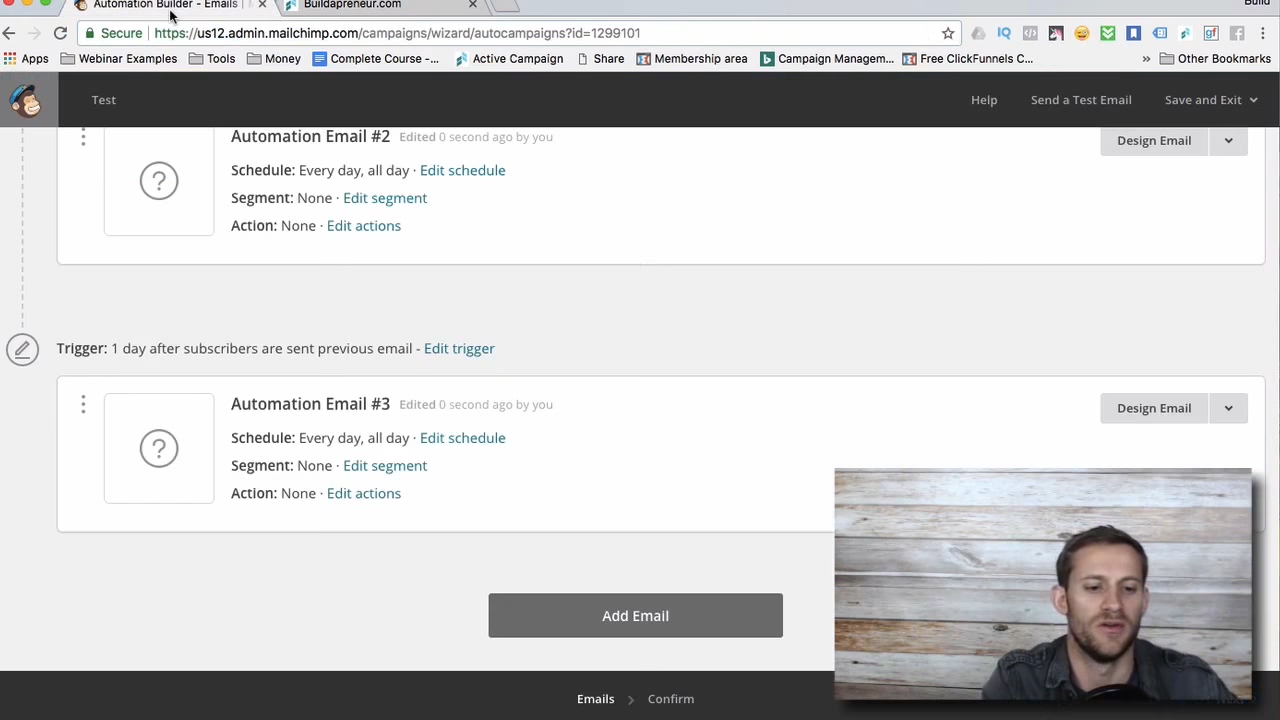 Automation Builder - Emails |
Buildapreneur.com
Build
Secure
https://us12.admin.mailchimp.com/campaigns/wizard/autocampaigns?id=1299101
Apps
Webinar Examples
Tools
Money
Complete Course -...
Active Campaign
Share
Membership area
Campaign Managem...
Free ClickFunnels C...
»
Other Bookmarks
Test
Help
Send a Test Email
Save and Exit
Automation Email #2 Edited 0 second ago by you
Design Email
Schedule: Every day, all day · Edit schedule
Segment: None · Edit segment
Action: None · Edit actions
Trigger: 1 day after subscribers are sent previous email - Edit trigger
Automation Email #3 Edited 0 second ago by you
Design Email
Schedule: Every day, all day · Edit schedule
Segment: None · Edit segment
Action: None · Edit actions
Add Email
Emails > Confirm